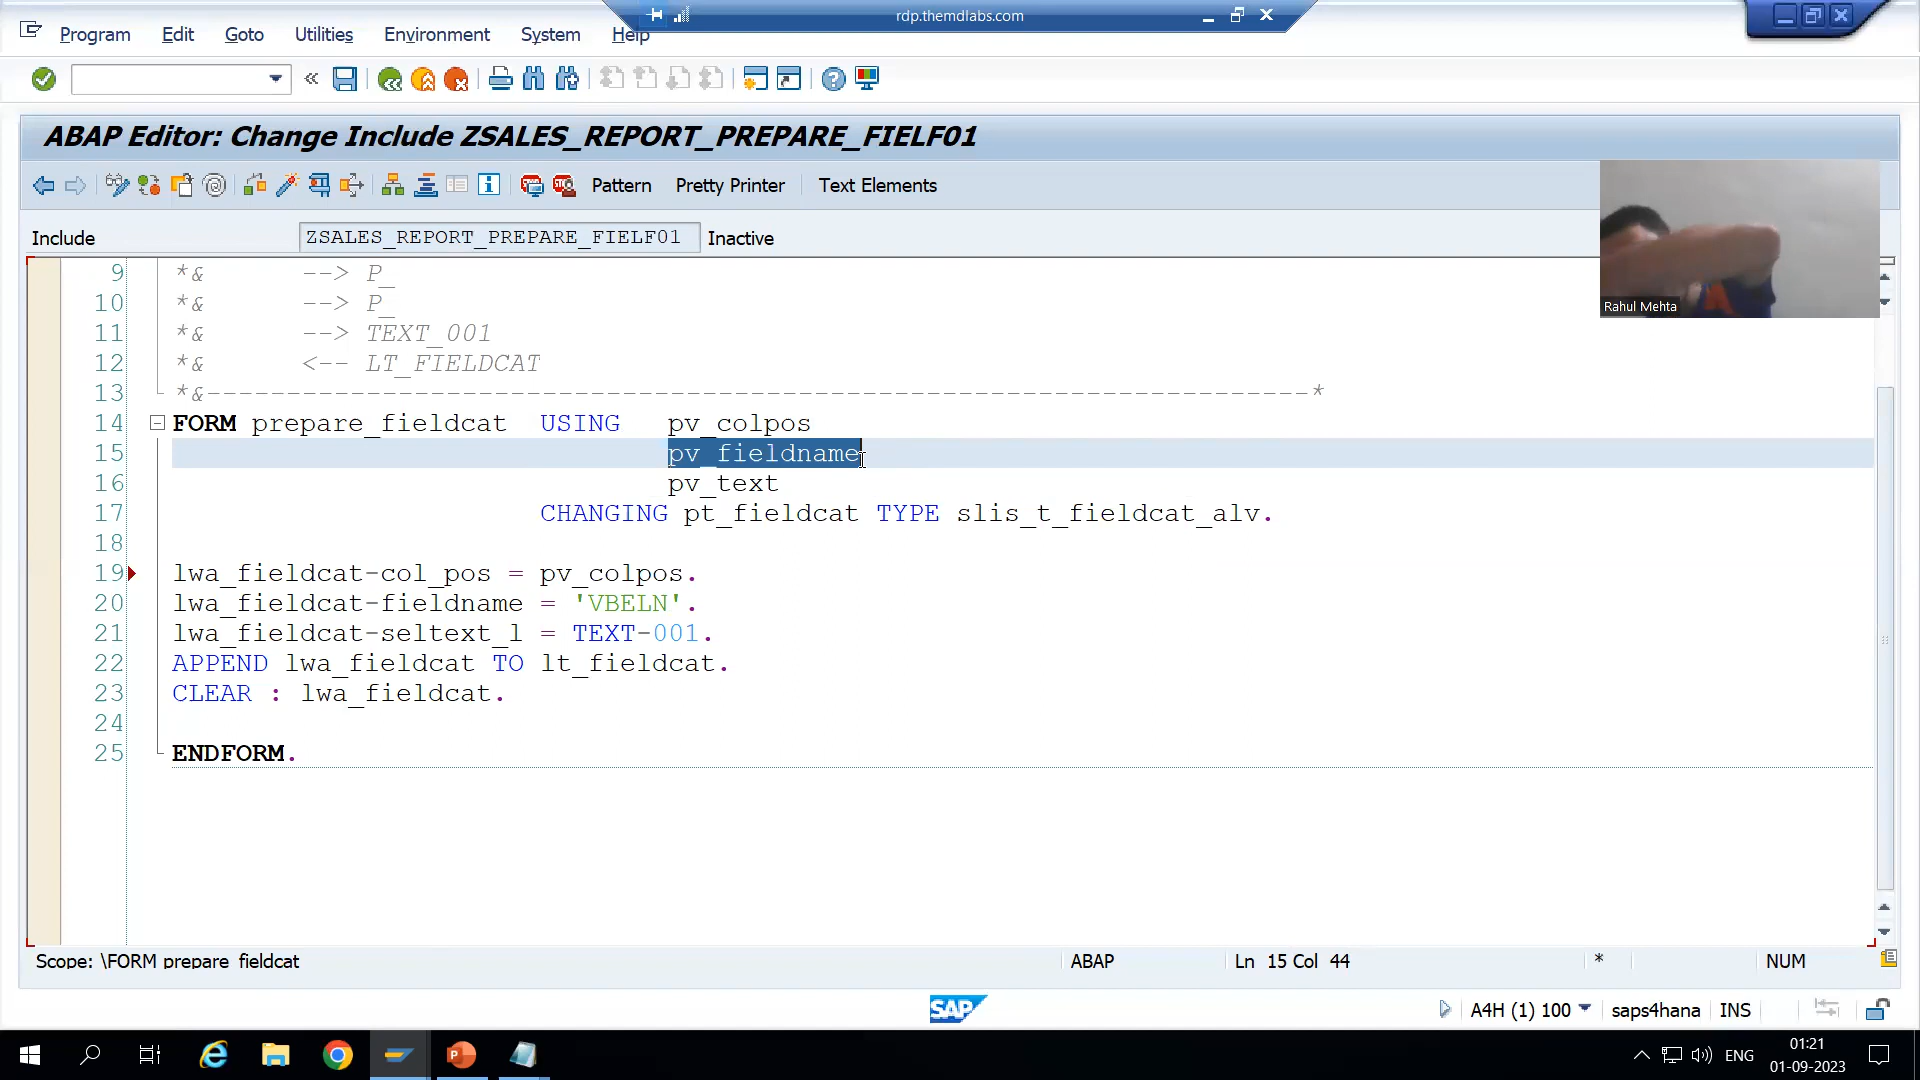 rdp.themdlabs.com
Program Edit Goto Utilities Environment System Help
ABAP Editor: Change Include ZSALES_REPORT_PREPARE_FIELF01
Pattern Pretty Printer Text Elements
Include ZSALES_REPORT_PREPARE_FIELF01 Inactive
Rahul Mehta
9 *& --> P_
10 *& --> P_
11 *& --> TEXT_001
12 *& <-- LT_FIELDCAT
13 *&---------------------------------------------------------------------*
14 FORM prepare_fieldcat USING pv_colpos
15 pv_fieldname
16 pv_text
17 CHANGING pt_fieldcat TYPE slis_t_fieldcat_alv.
18
19 lwa_fieldcat-col_pos = pv_colpos.
20 lwa_fieldcat-fieldname = 'VBELN'.
21 lwa_fieldcat-seltext_l = TEXT-001.
22 APPEND lwa_fieldcat TO lt_fieldcat.
23 CLEAR : lwa_fieldcat.
24
25 ENDFORM.
Scope: \FORM prepare_fieldcat ABAP Ln 15 Col 44 * NUM
SAP A4H (1) 100 saps4hana INS
ENG 01:21
01-09-2023